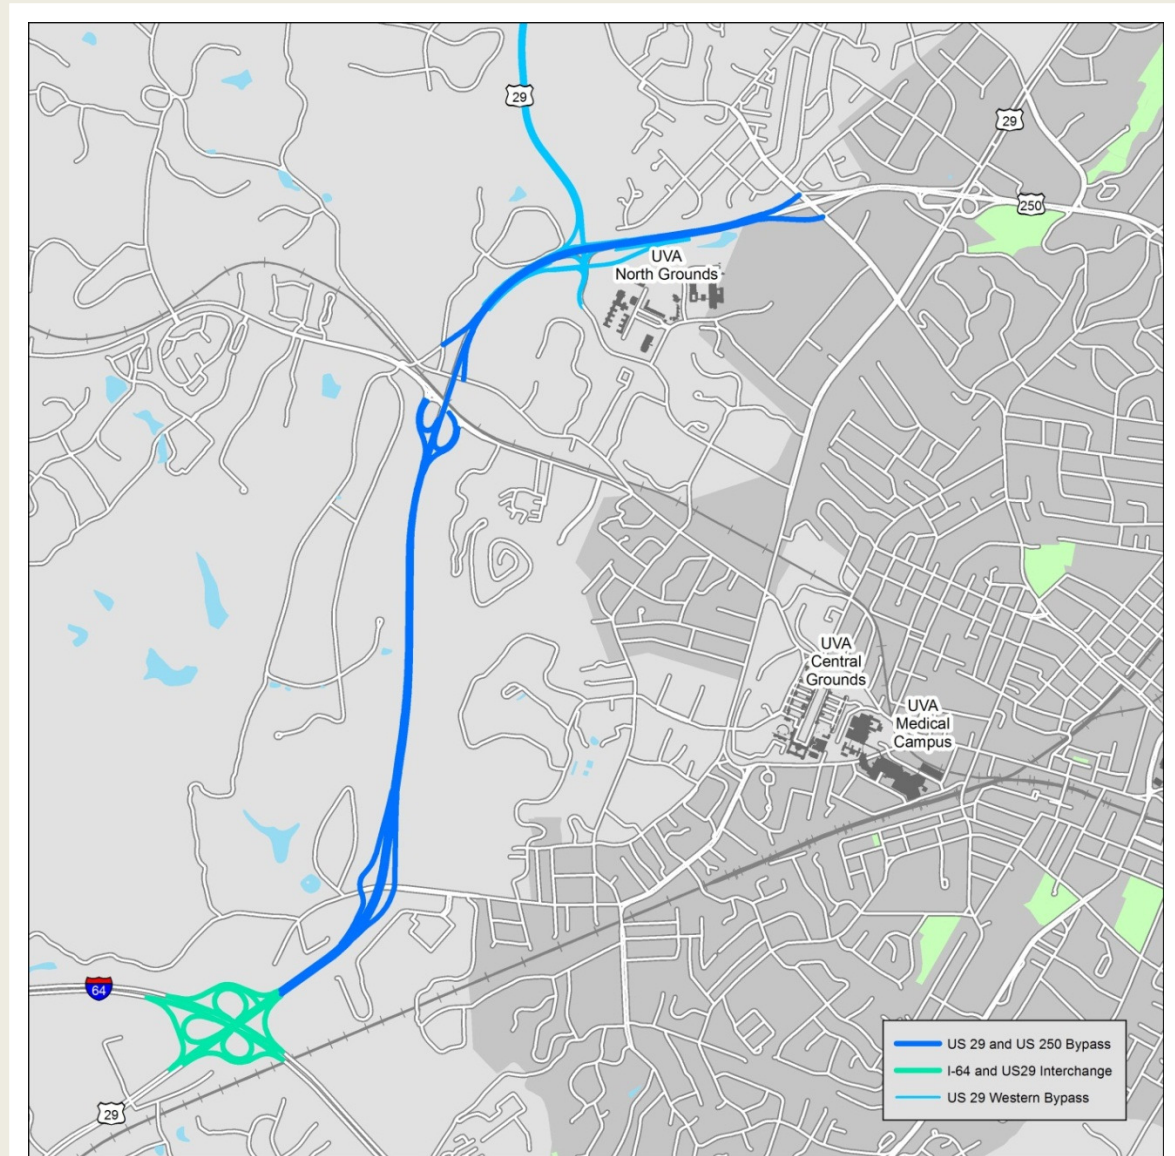 29
29
250
UVA
North Grounds
UVA
Central
Grounds
UVA
Medical
Campus
64
29
US 29 and US 250 Bypass
I-64 and US29 Interchange
US 29 Western Bypass